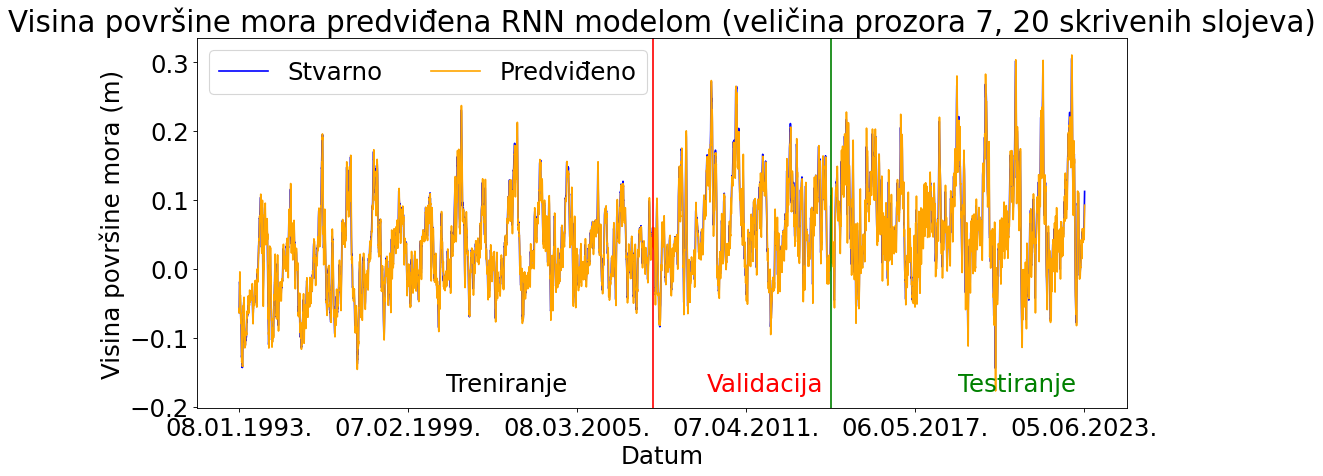 Visina površine mora predviđena RNN modelom (veličina prozora 7, 20 skrivenih slojeva)
Stvarno Predviđeno
Visina površine mora (m)
0.3
0.2
0.1
0.0
−0.1
−0.2
Treniranje Validacija Testiranje
08.01.1993. 07.02.1999. 08.03.2005. 07.04.2011. 06.05.2017. 05.06.2023.
Datum